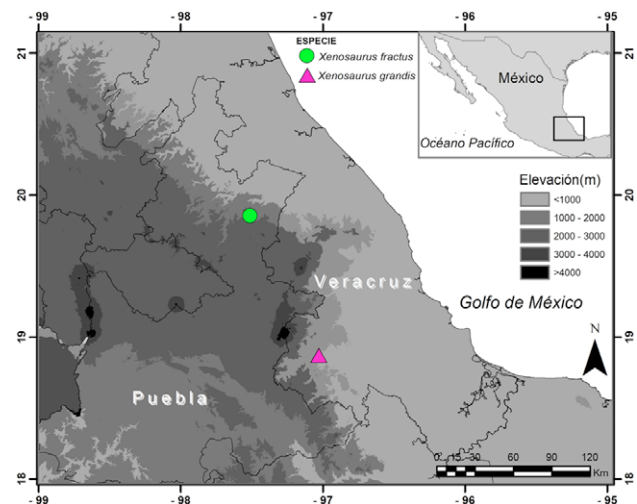 - 99
- 98
- 97
- 96
- 95
ESPECIE
Xenosaurus fractus
Xenosaurus grandis
México
Océano Pacífico
21
21
Elevación(m)
<1000
1000 - 2000
2000 - 3000
3000 - 4000
>4000
20
20
Veracruz
Golfo de México
19
19
N
Puebla
0 15 30 60 90 120
Km
18
18
- 99
- 98
- 97
- 96
- 95